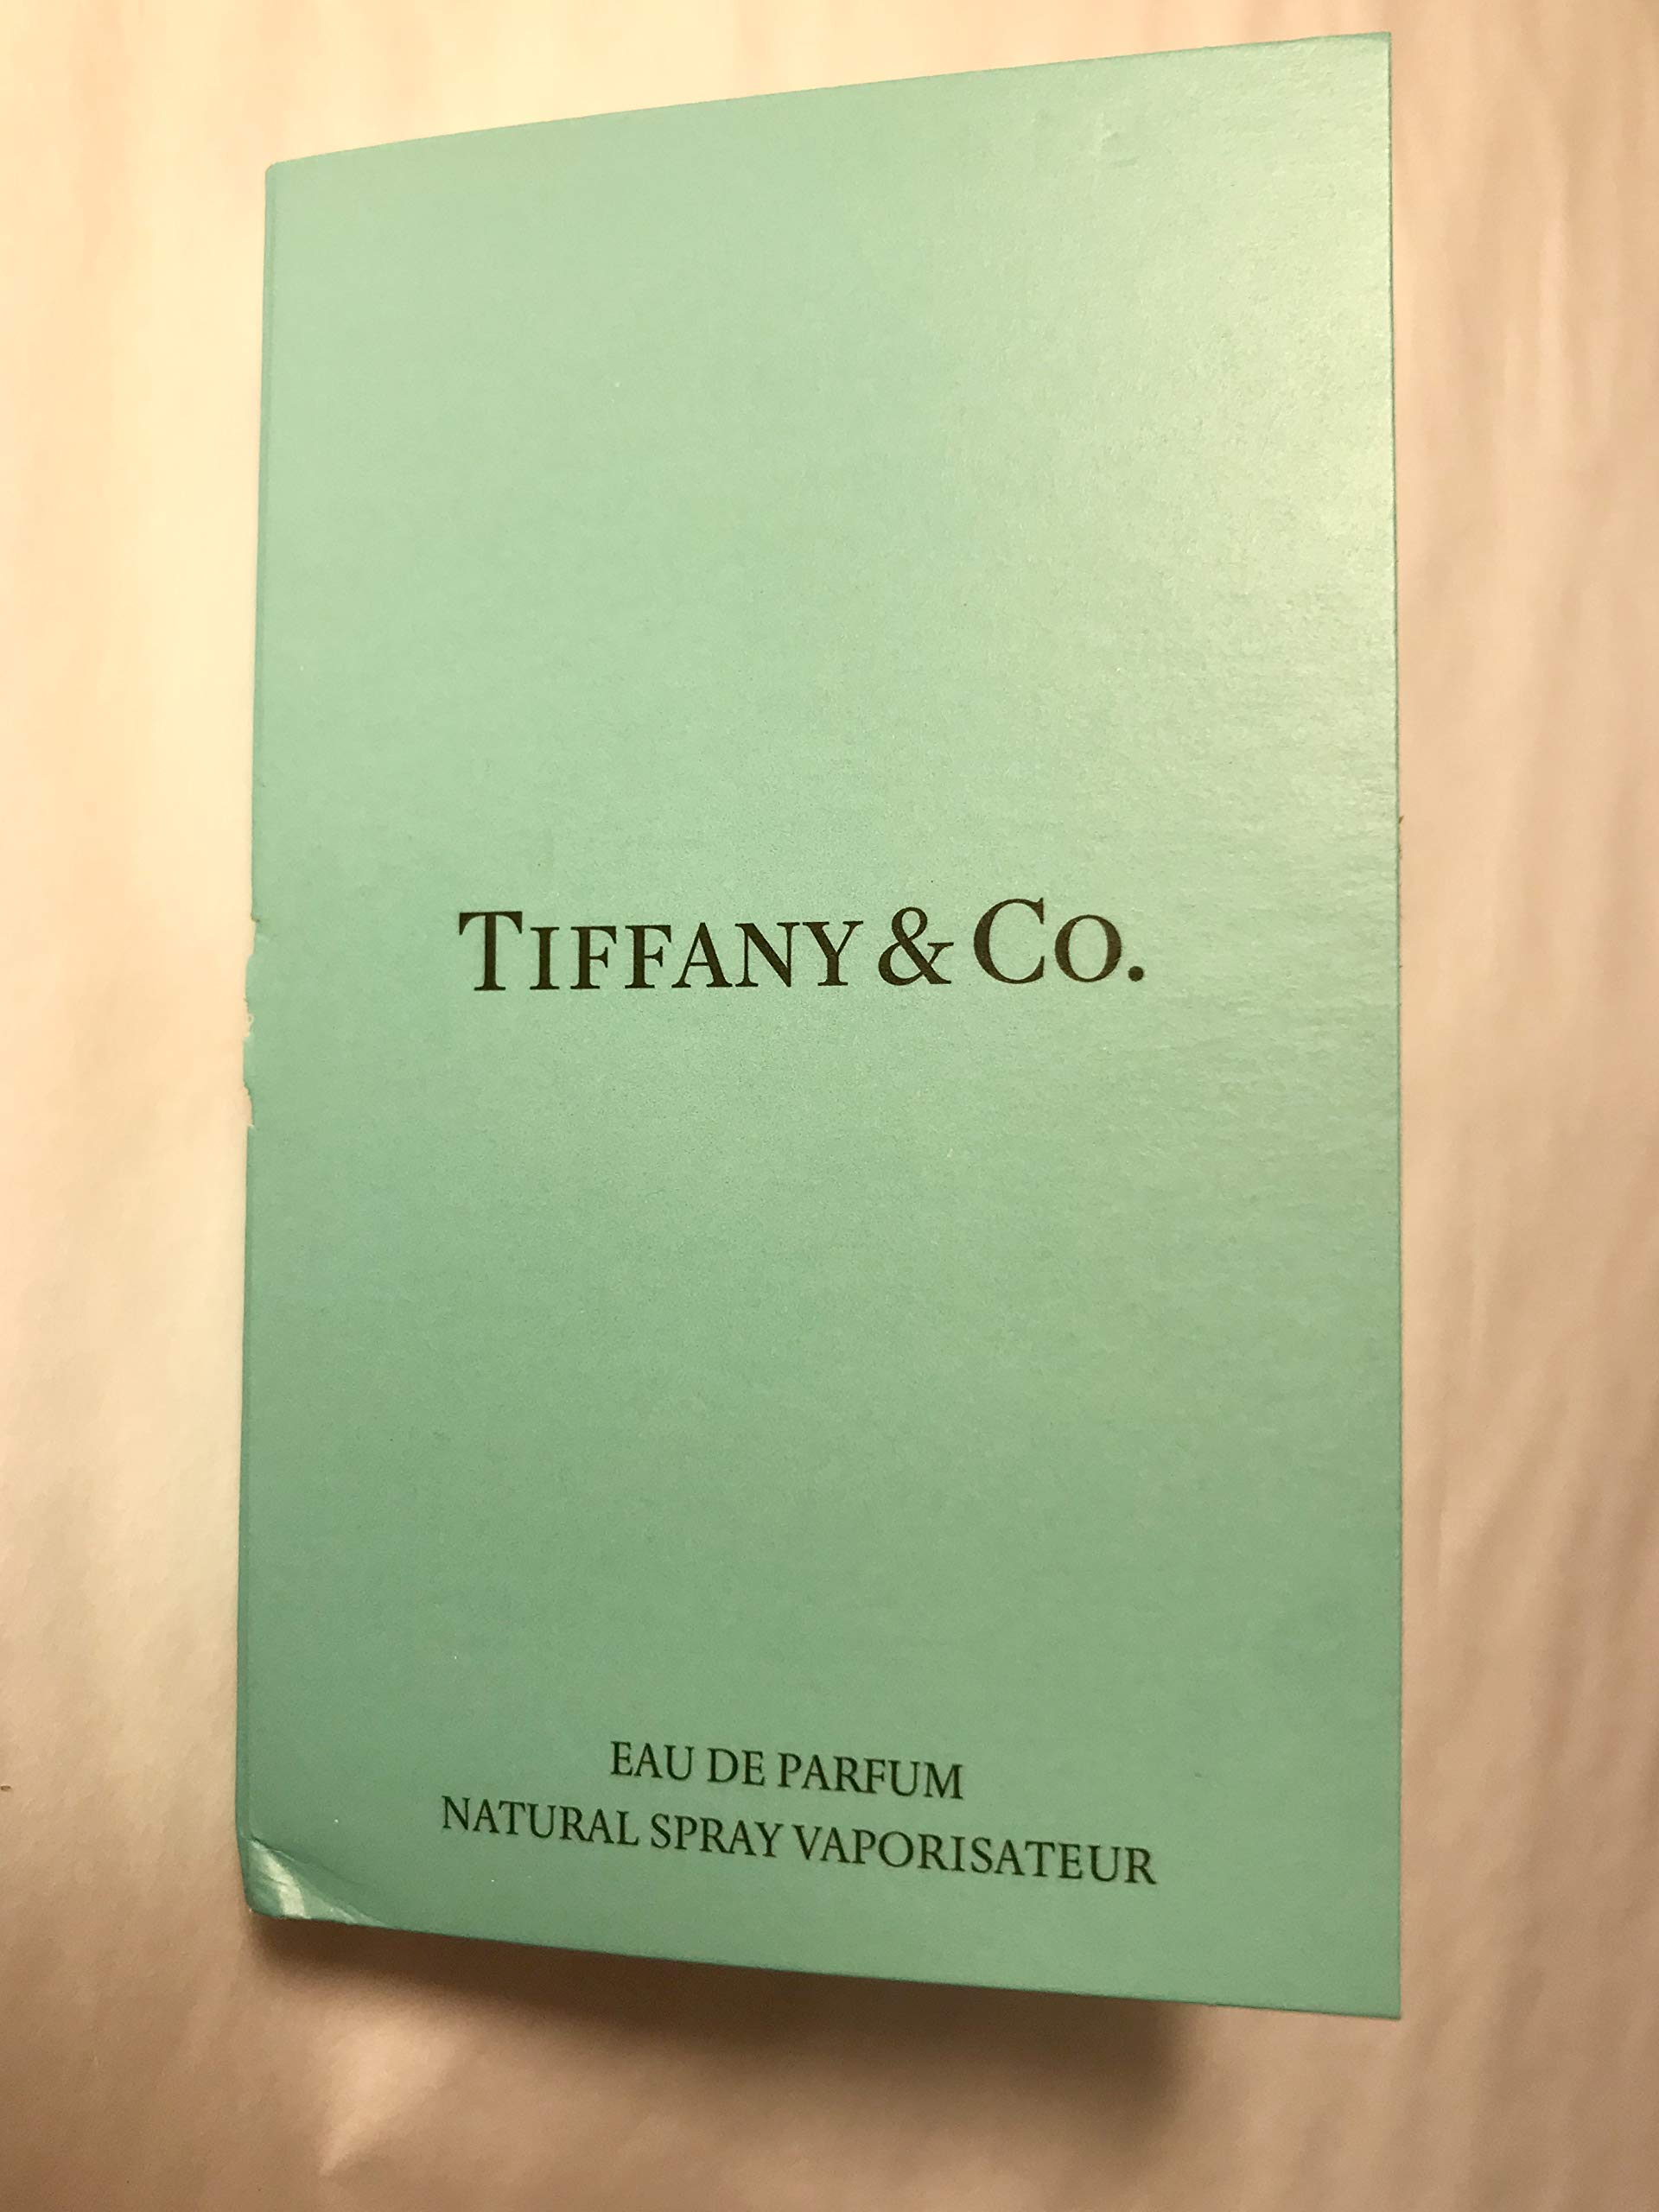 TIFFANY & CO.
EAU DE PARFUM
NATURAL SPRAY VAPORISATEUR